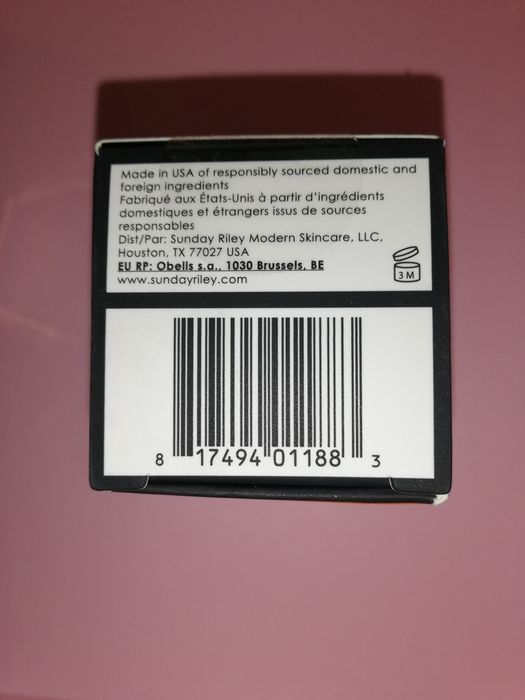 Made in USA of responsibly sourced domestic and
foreign ingredients
Fabriqué aux États-Unis à partir d'ingrédients
domestiques et étrangers issus de sources
responsables
Dist/Par: Sunday Riley Modern Skincare, LLC,
Houston, TX 77027 USA
EU RP: Obelis s.a., 1030 Brussels, BE
www.sundayriley.com
3 M
8 17494 01188 3